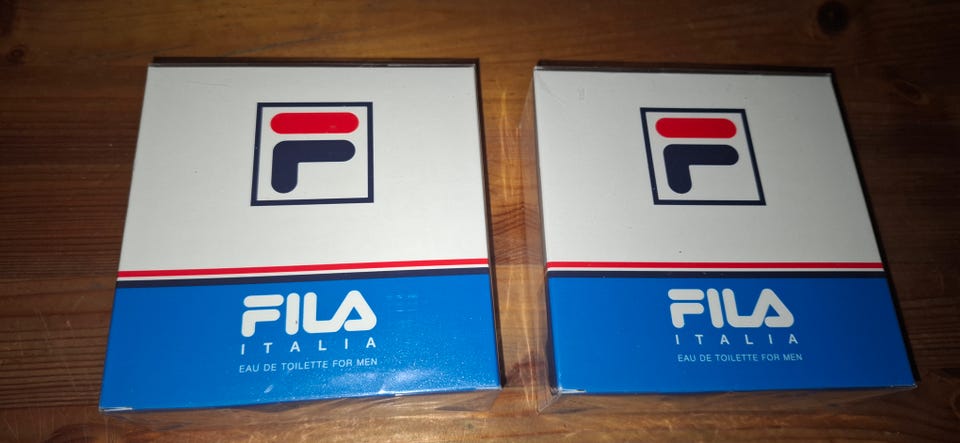 FILA
ITALIA
EAU DE TOILETTE FOR MEN
FILA
ITALIA
EAU DE TOILETTE FOR MEN